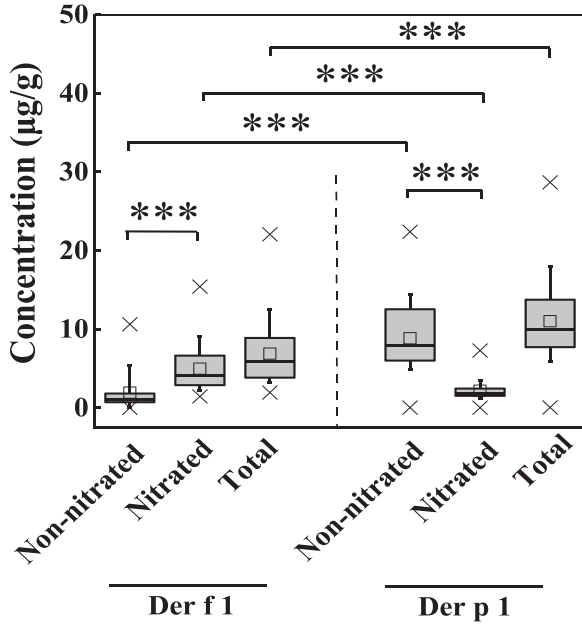 Concentration (μg/g)
50
40
30
20
10
0
***
***
***
***
***
Non-nitrated
Nitrated
Total
Non-nitrated
Nitrated
Total
Der f 1
Der p 1